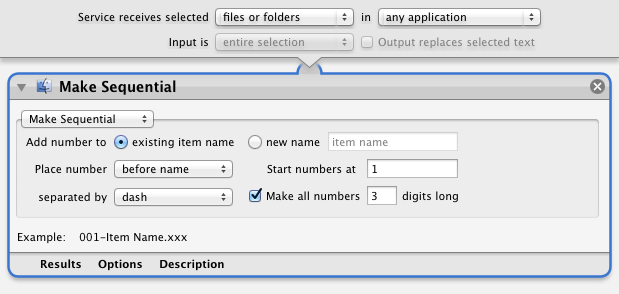 Service receives selected files or folders in any application
Input is entire selection Output replaces selected text
Make Sequential
Make Sequential
Add number to existing item name new name item name
Place number before name Start numbers at 1
separated by dash Make all numbers 3 digits long
Example: 001-Item Name.xxx
Results Options Description